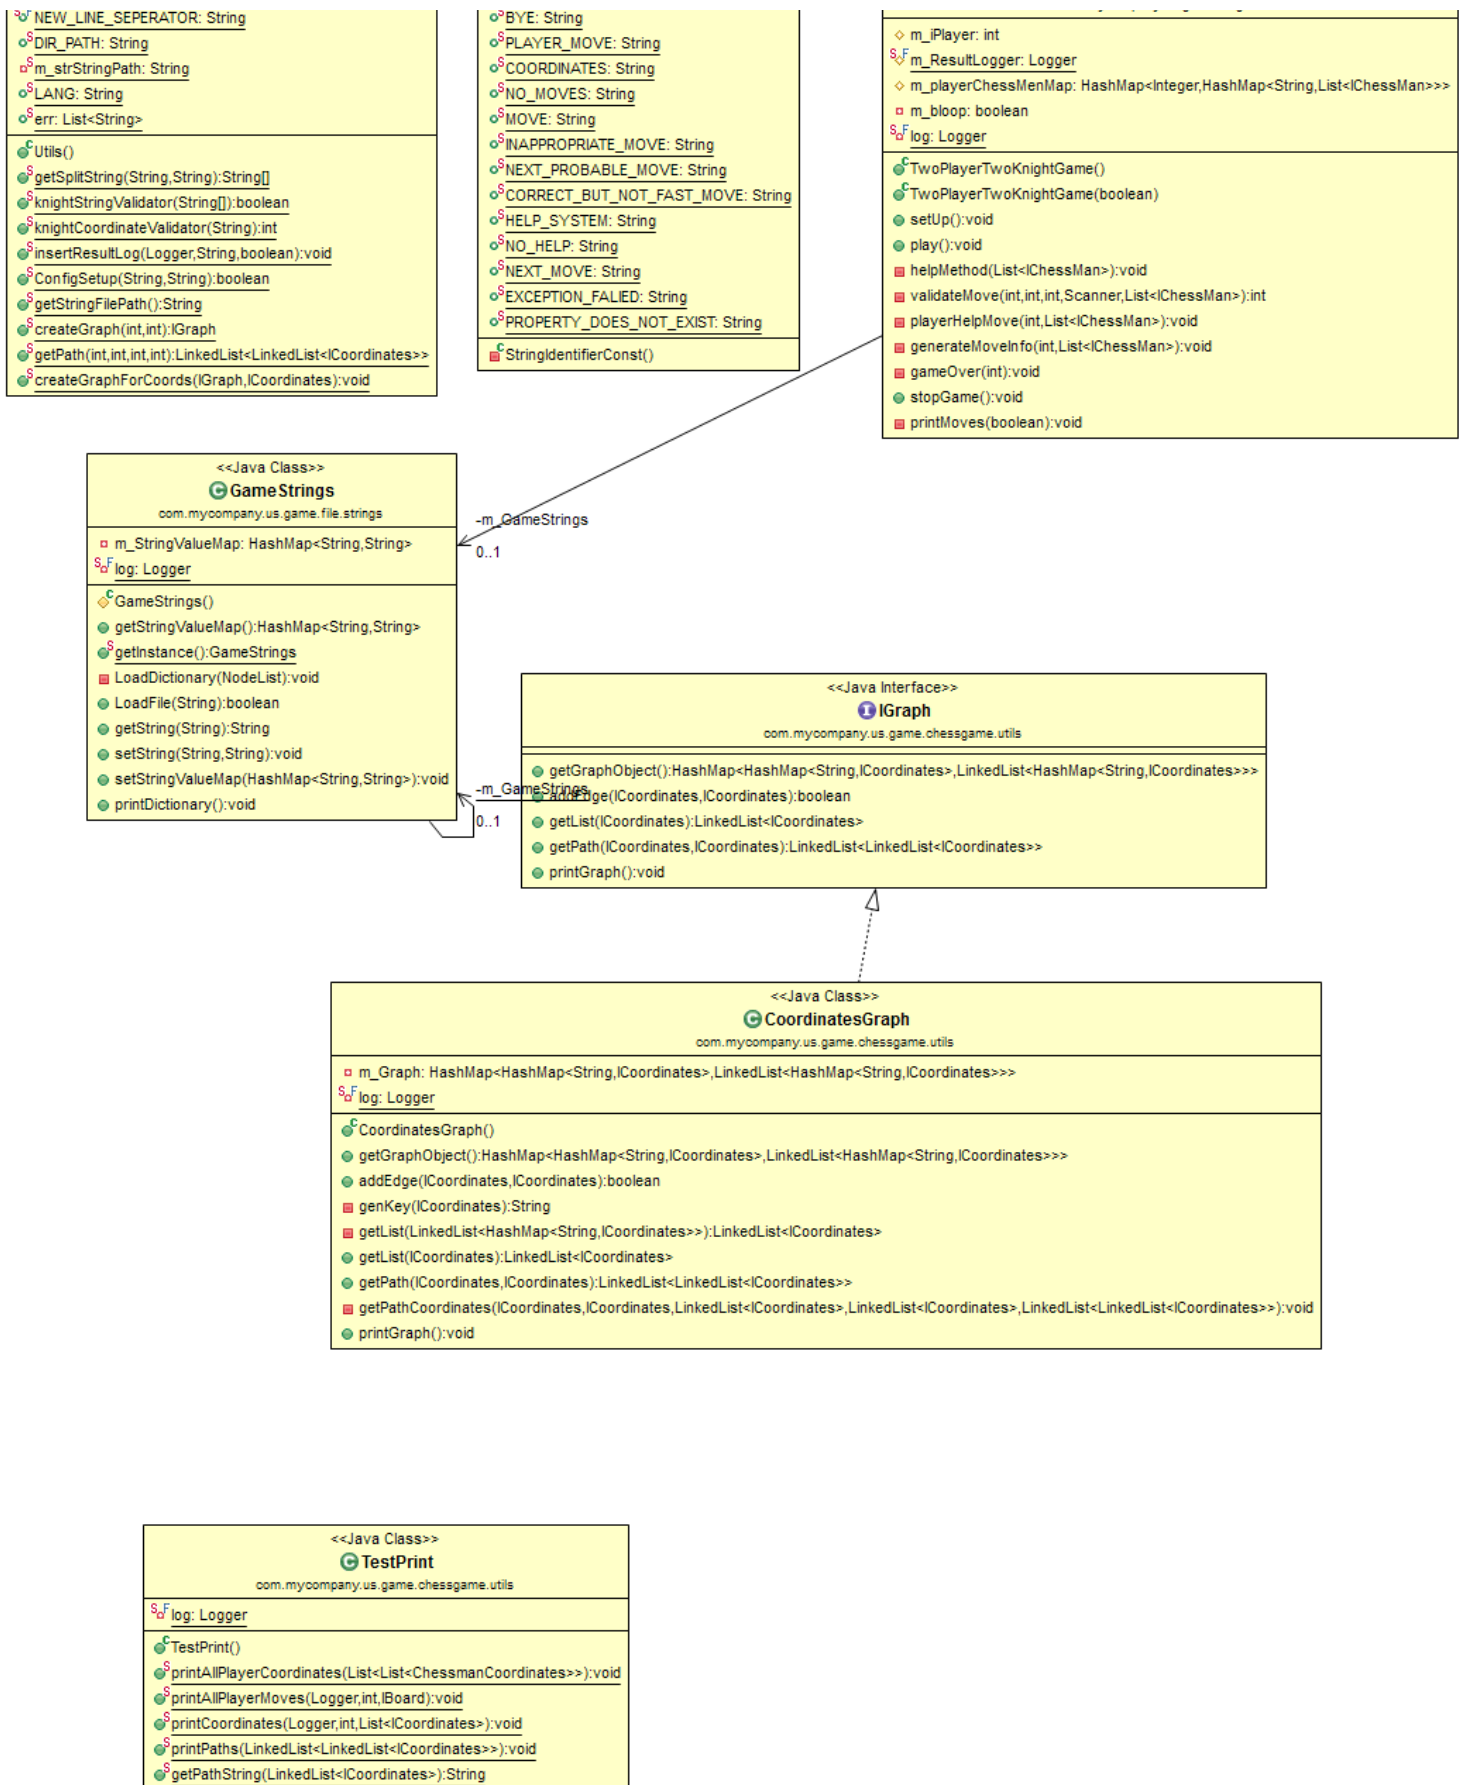 NEW_LINE_SEPERATOR: String
DIR_PATH: String
m_strStringPath: String
LANG: String
err: List<String>
Utils()
getSplitString(String,String):String[]
knightStringValidator(String[]):boolean
knightCoordinateValidator(String):int
insertResultLog(Logger,String,boolean):void
ConfigSetup(String,String):boolean
getStringFilePath():String
createGraph(int,int):IGraph
getPath(int,int,int,int):LinkedList<LinkedList<ICoordinates>>
createGraphForCoords(IGraph,ICoordinates):void
BYE: String
PLAYER_MOVE: String
COORDINATES: String
NO_MOVES: String
MOVE: String
INAPPROPRIATE_MOVE: String
NEXT_PROBABLE_MOVE: String
CORRECT_BUT_NOT_FAST_MOVE: String
HELP_SYSTEM: String
NO_HELP: String
NEXT_MOVE: String
EXCEPTION_FALIED: String
PROPERTY_DOES_NOT_EXIST: String
StringIdentifierConst()
m_iPlayer: int
m_ResultLogger: Logger
m_playerChessMenMap: HashMap<Integer,HashMap<String,List<IChessMan>>>
m_bloop: boolean
log: Logger
TwoPlayerTwoKnightGame()
TwoPlayerTwoKnightGame(boolean)
setUp():void
play():void
helpMethod(List<IChessMan>):void
validateMove(int,int,int,Scanner,List<IChessMan>):int
playerHelpMove(int,List<IChessMan>):void
generateMoveInfo(int,List<IChessMan>):void
gameOver(int):void
stopGame():void
printMoves(boolean):void
<<Java Class>>
GameStrings
com.mycompany.us.game.file.strings
m_StringValueMap: HashMap<String,String>
log: Logger
GameStrings()
getStringValueMap():HashMap<String,String>
getInstance():GameStrings
LoadDictionary(NodeList):void
LoadFile(String):boolean
getString(String):String
setString(String,String):void
setStringValueMap(HashMap<String,String>):void
printDictionary():void
-m_GameStrings
0..1
-m_GameStrings
0..1
<<Java Interface>>
IGraph
com.mycompany.us.game.chessgame.utils
getGraphObject():HashMap<HashMap<String,ICoordinates>,LinkedList<HashMap<String,ICoordinates>>>
addEdge(ICoordinates,ICoordinates):boolean
getList(ICoordinates):LinkedList<ICoordinates>
getPath(ICoordinates,ICoordinates):LinkedList<LinkedList<ICoordinates>>
printGraph():void
<<Java Class>>
CoordinatesGraph
com.mycompany.us.game.chessgame.utils
m_Graph: HashMap<HashMap<String,ICoordinates>,LinkedList<HashMap<String,ICoordinates>>>
log: Logger
CoordinatesGraph()
getGraphObject():HashMap<HashMap<String,ICoordinates>,LinkedList<HashMap<String,ICoordinates>>>
addEdge(ICoordinates,ICoordinates):boolean
genKey(ICoordinates):String
getList(LinkedList<HashMap<String,ICoordinates>>):LinkedList<ICoordinates>
getList(ICoordinates):LinkedList<ICoordinates>
getPath(ICoordinates,ICoordinates):LinkedList<LinkedList<ICoordinates>>
getPathCoordinates(ICoordinates,ICoordinates,LinkedList<ICoordinates>,LinkedList<ICoordinates>,LinkedList<LinkedList<ICoordinates>>):void
printGraph():void
<<Java Class>>
TestPrint
com.mycompany.us.game.chessgame.utils
log: Logger
TestPrint()
printAllPlayerCoordinates(List<List<ChessmanCoordinates>>):void
printAllPlayerMoves(Logger,int,IBoard):void
printCoordinates(Logger,int,List<ICoordinates>):void
printPaths(LinkedList<LinkedList<ICoordinates>>):void
getPathString(LinkedList<ICoordinates>):String